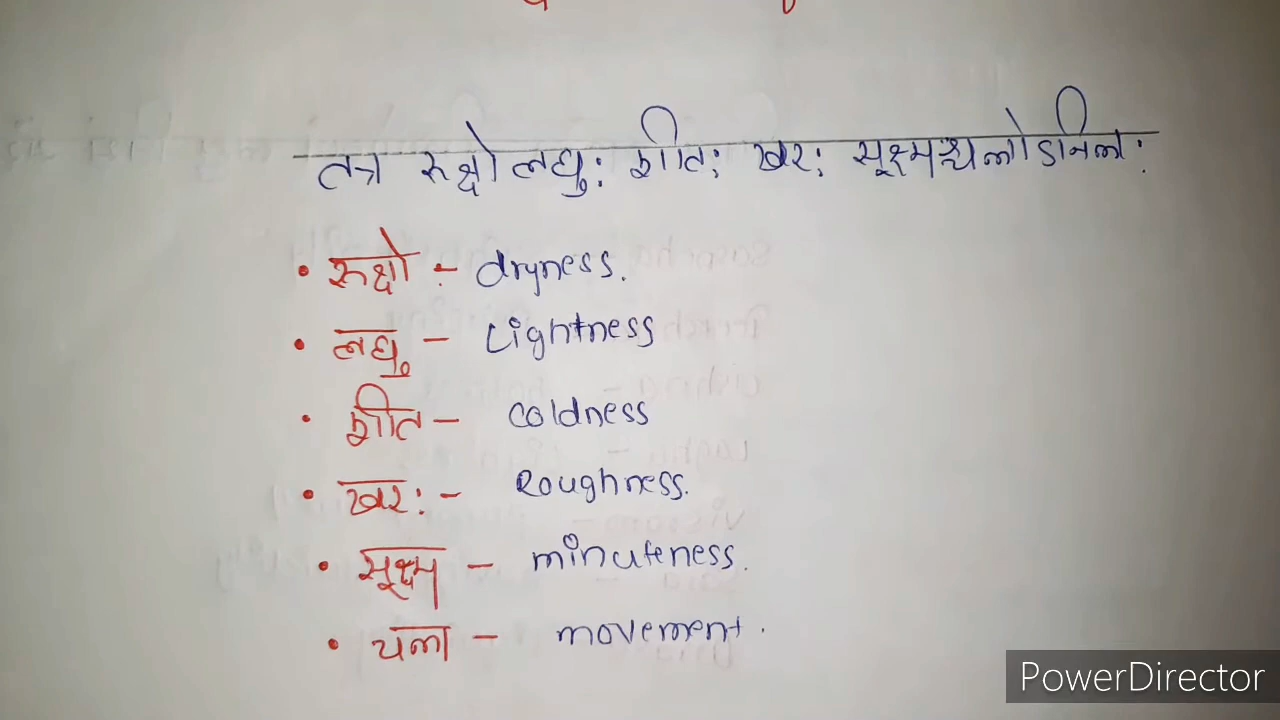 तत्र रुक्षो लघु: शीत: खर: सूक्ष्मश्चलोऽनिल:
• रुक्षो :- dryness.
• लघु - Lightness
• शीत - coldness
• खर: - Roughness.
• सूक्ष्म - minuteness.
• चला - movement.
PowerDirector